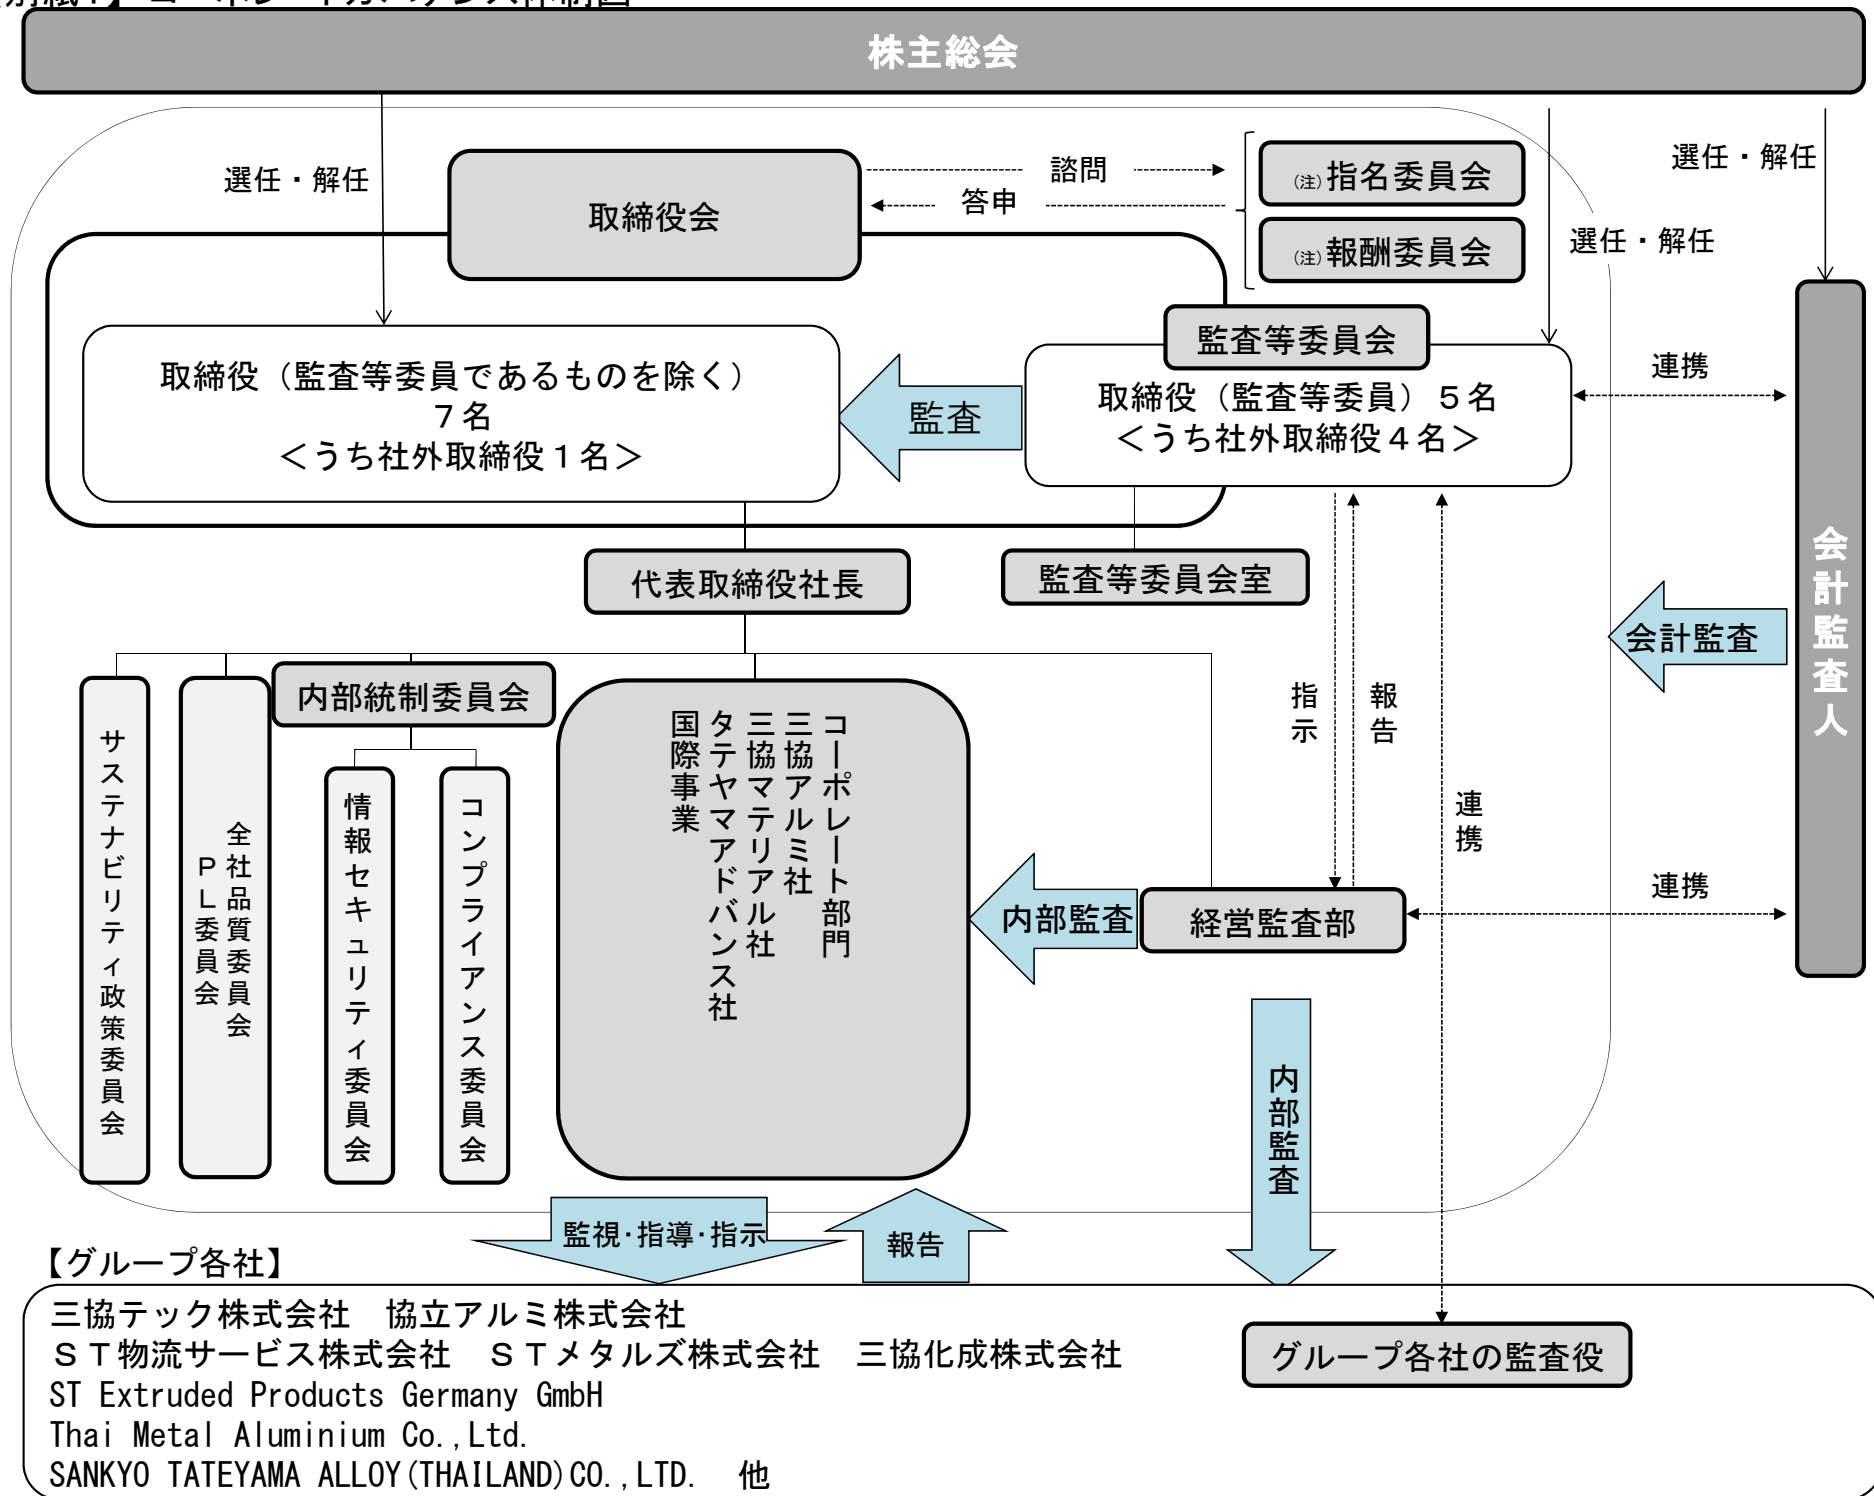 株主総会
選任・解任
取締役会
諮問
答申
(注)指名委員会
(注)報酬委員会
選任・解任
選任・解任
監査等委員会
取締役（監査等委員であるものを除く）
７名
＜うち社外取締役１名＞
監査
取締役（監査等委員）５名
＜うち社外取締役４名＞
連携
会計監査人
代表取締役社長
監査等委員会室
会計監査
内部統制委員会
サステナビリティ政策委員会
全社品質委員会
ＰＬ委員会
情報セキュリティ委員会
コンプライアンス委員会
コーポレート部門
三協アルミ社
三協マテリアル社
タテヤマアドバンス社
国際事業
指示
報告
連携
内部監査
経営監査部
連携
内部監査
監視・指導・指示
報告
【グループ各社】
三協テック株式会社　協立アルミ株式会社
ＳＴ物流サービス株式会社　ＳＴメタルズ株式会社　三協化成株式会社
ST Extruded Products Germany GmbH
Thai Metal Aluminium Co.,Ltd.
SANKYO TATEYAMA ALLOY(THAILAND)CO.,LTD.　他
グループ各社の監査役